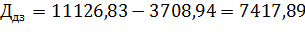 Ддз = 11126,83 − 3708,94 = 7417,89